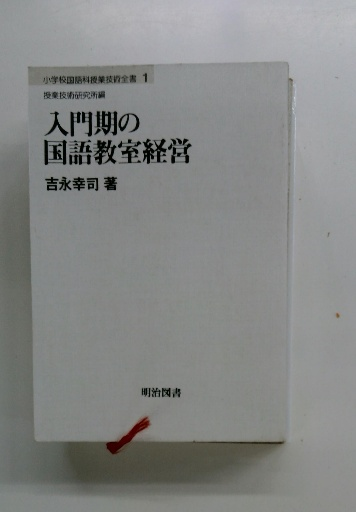 小学校国語科授業技術全書 1
授業技術研究所編
入門期の
国語教室経営
吉永幸司 著
明治図書